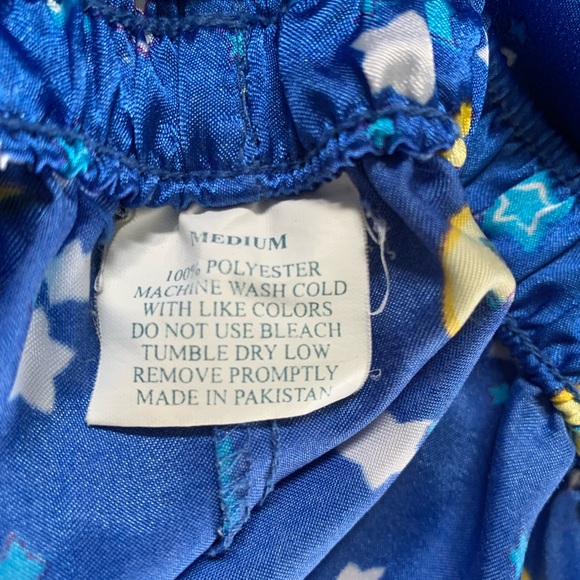 MEDIUM
100% POLYESTER
MACHINE WASH COLD
WITH LIKE COLORS
DO NOT USE BLEACH
TUMBLE DRY LOW
REMOVE PROMPTLY
MADE IN PAKISTAN